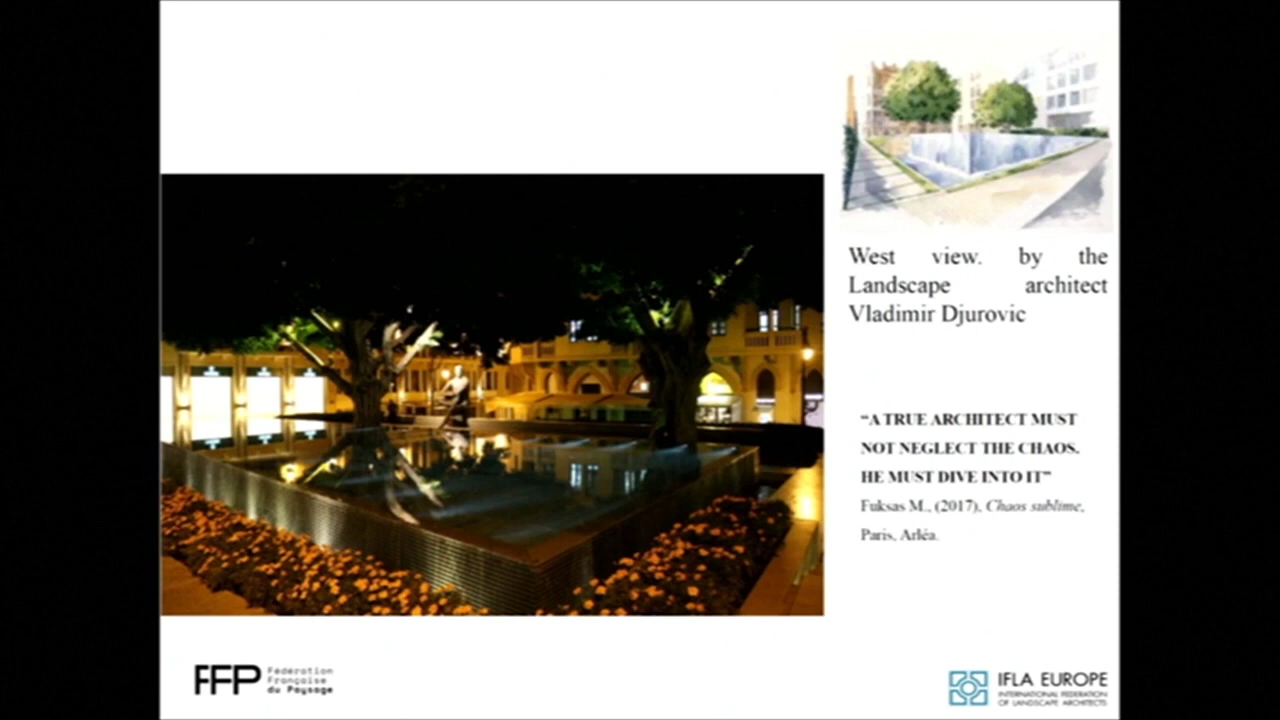 West view. by the
Landscape architect
Vladimir Djurovic
“A TRUE ARCHITECT MUST
NOT NEGLECT THE CHAOS.
HE MUST DIVE INTO IT”
Fuksas M., (2017), Chaos sublime,
Paris, Arléa.
FFP
Fédération
Française
du Paysage
IFLA EUROPE
INTERNATIONAL FEDERATION
OF LANDSCAPE ARCHITECTS